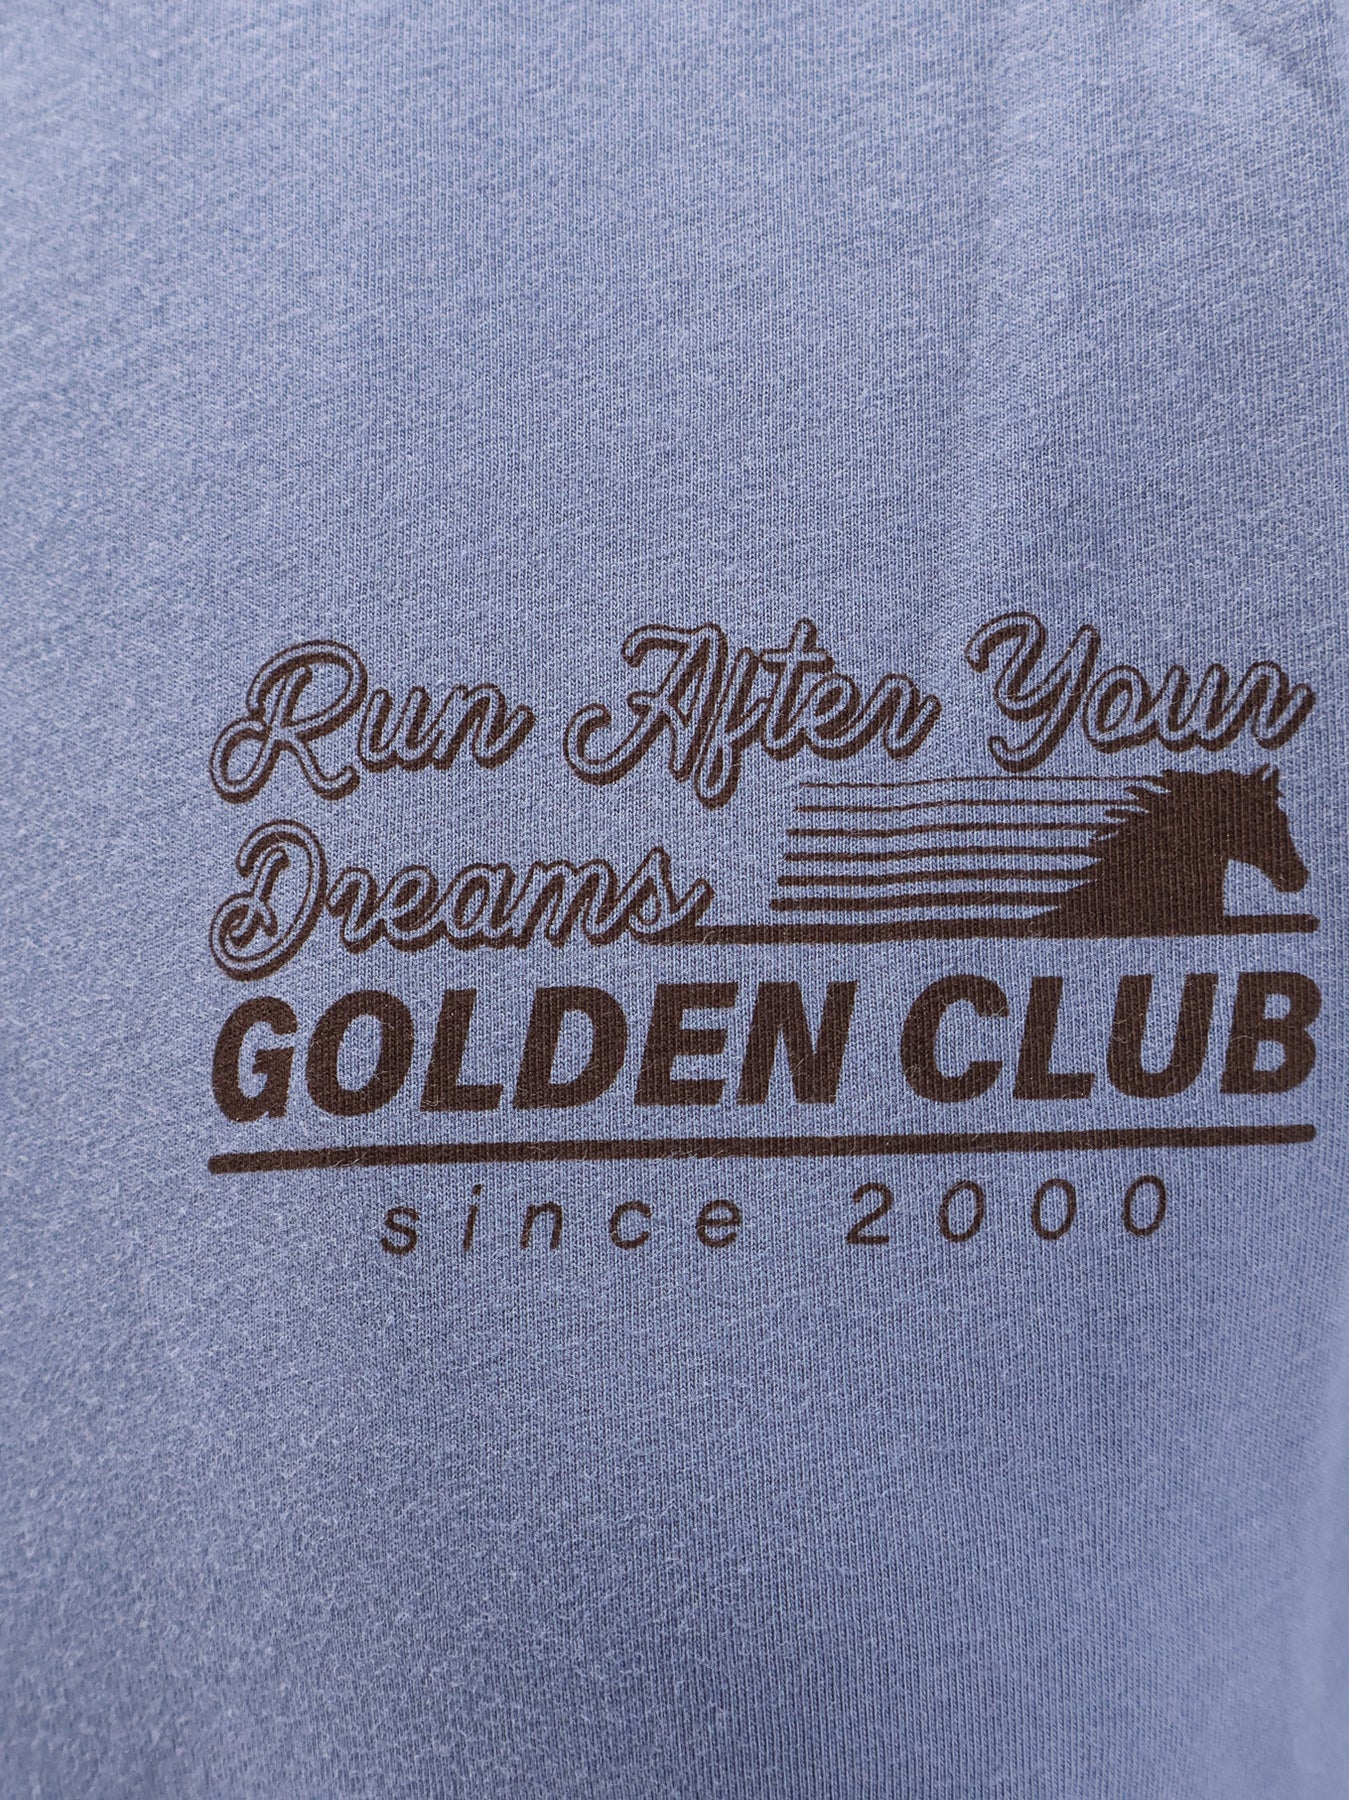 Run After Your
Dreams
GOLDEN CLUB
since 2000